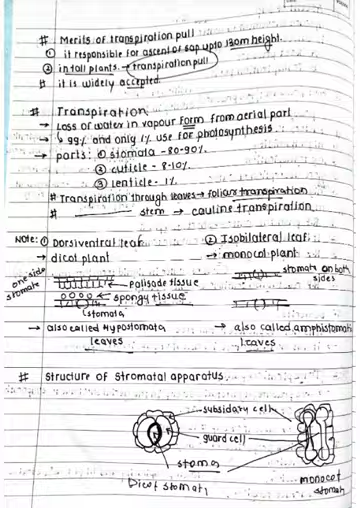 # Merits of transpiration pull
① it responsible for ascent of sap upto 130m height.
② in tall plants. → transpiration pull
# it is widely accepted.
# Transpiration
→ Loss of water in vapour form from aerial part
→ 99% and only 1% use for photosynthesis
→ parts: ① stomata - 80-90%
② cuticle - 8-10%
③ lenticle - 1%
# Transpiration through leaves → foliars transpiration
# stem → cauline transpiration
NOTE: ① Dorsiventral leaf ② Isobilateral leaf
→ dicot plant → monocot plant
one side stomata
stomata on both sides
palisode tissue
spongy tissue
stomata
→ also called Hypostomata leaves
→ also called amphistomati leaves
# Structure of Stromatal apparatus
subsidary cell
guard cell
stoma
Dicot stomata
monocot stomata